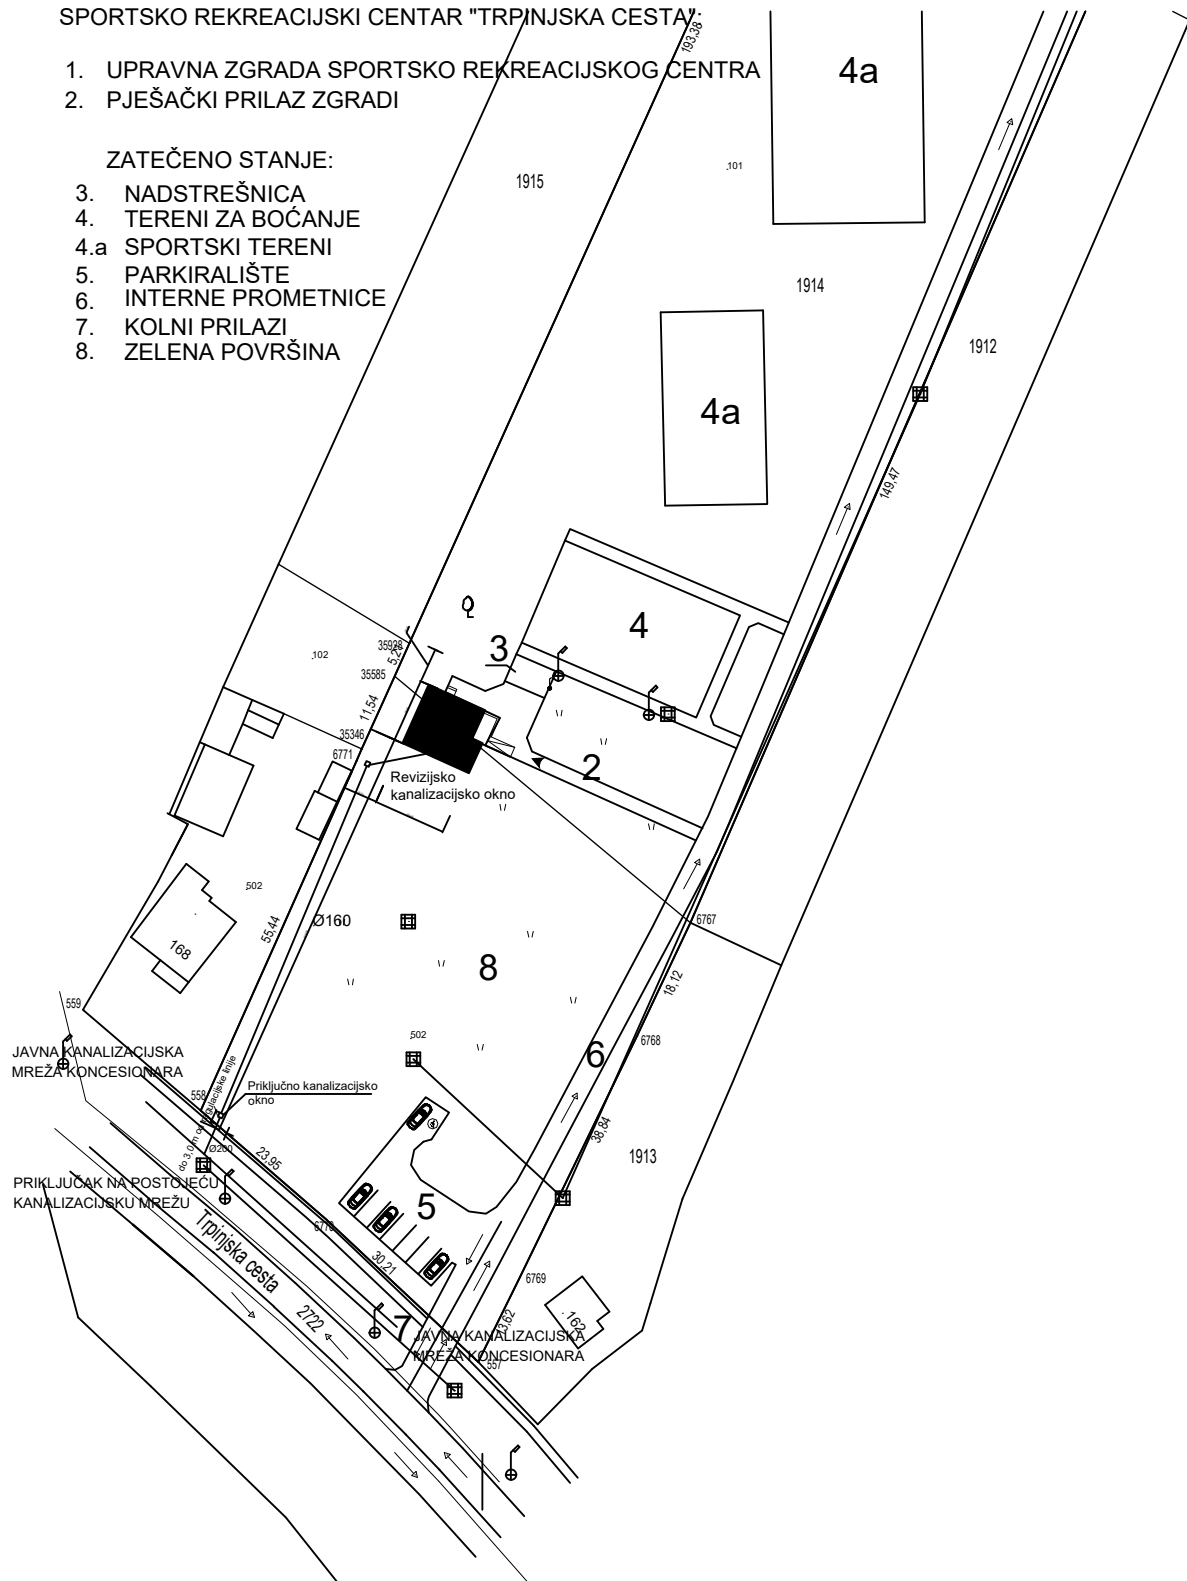 SPORTSKO REKREACIJSKI CENTAR "TRPINJSKA CESTA":
1. UPRAVNA ZGRADA SPORTSKO REKREACIJSKOG CENTRA
2. PJEŠAČKI PRILAZ ZGRADI
ZATEČENO STANJE:
3. NADSTREŠNICA
4. TERENI ZA BOĆANJE
4.a SPORTSKI TERENI
5. PARKIRALIŠTE
6. INTERNE PROMETNICE
7. KOLNI PRILAZI
8. ZELENA POVRŠINA
193,38
4a
101
1915
1914
1912
4a
149,47
4
3
35928
102
35585
11,54
35346
6771
2
Revizijsko
kanalizacijsko okno
502
6767
Ø160
55,44
168
8
18,12
559
502
6768
6
JAVNA KANALIZACIJSKA
MREŽA KONCESIONARA
Priključno kanalizacijsko
okno
558
38,84
Ø200
23,95
1913
PRIKLJUČAK NA POSTOJEĆU
KANALIZACIJSKU MREŽU
5
6770
Trpinjska cesta
30,21
6769
2722
162
7
JAVNA KANALIZACIJSKA
MREŽA KONCESIONARA
557